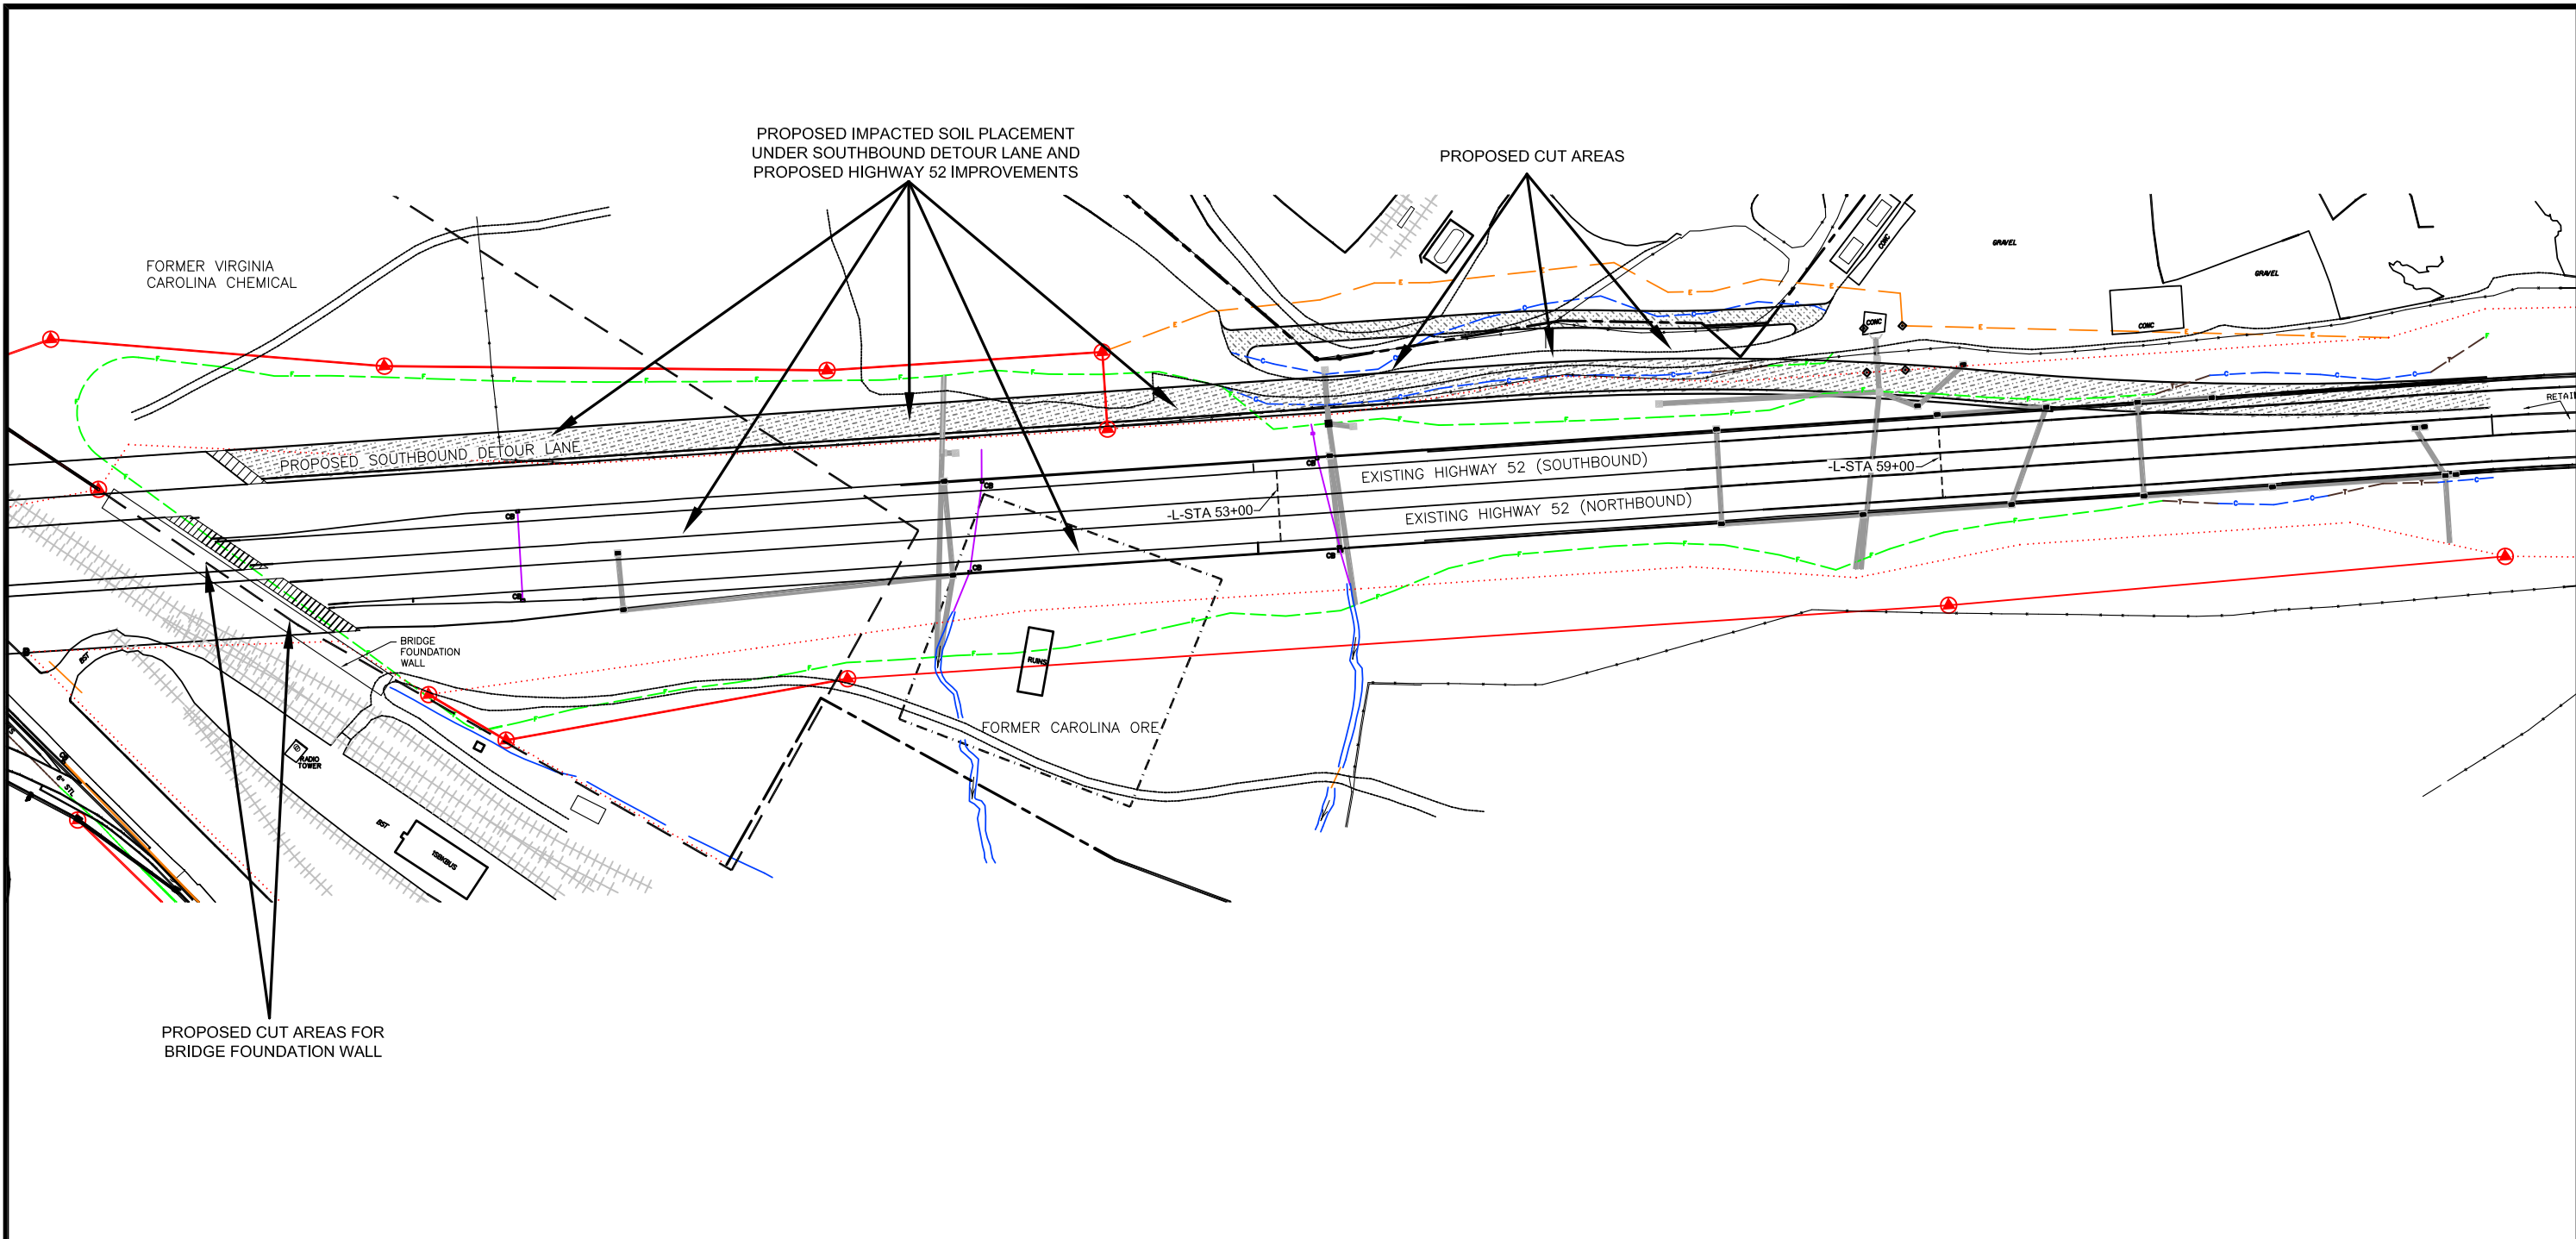 PROPOSED IMPACTED SOIL PLACEMENT
UNDER SOUTHBOUND DETOUR LANE AND
PROPOSED HIGHWAY 52 IMPROVEMENTS
PROPOSED CUT AREAS
FORMER VIRGINIA
CAROLINA CHEMICAL
GRAVEL
GRAVEL
CONC
CONC
CONC
PROPOSED SOUTHBOUND DETOUR LANE
EXISTING HIGHWAY 52 (SOUTHBOUND)
EXISTING HIGHWAY 52 (NORTHBOUND)
-L-STA 53+00
-L-STA 59+00
RETAI
CB
CB
CB
CB
CB
CB
BRIDGE
FOUNDATION
WALL
RUINS
FORMER CAROLINA ORE
BST
BST
RADIO
TOWER
1SBKBUS
PROPOSED CUT AREAS FOR
BRIDGE FOUNDATION WALL